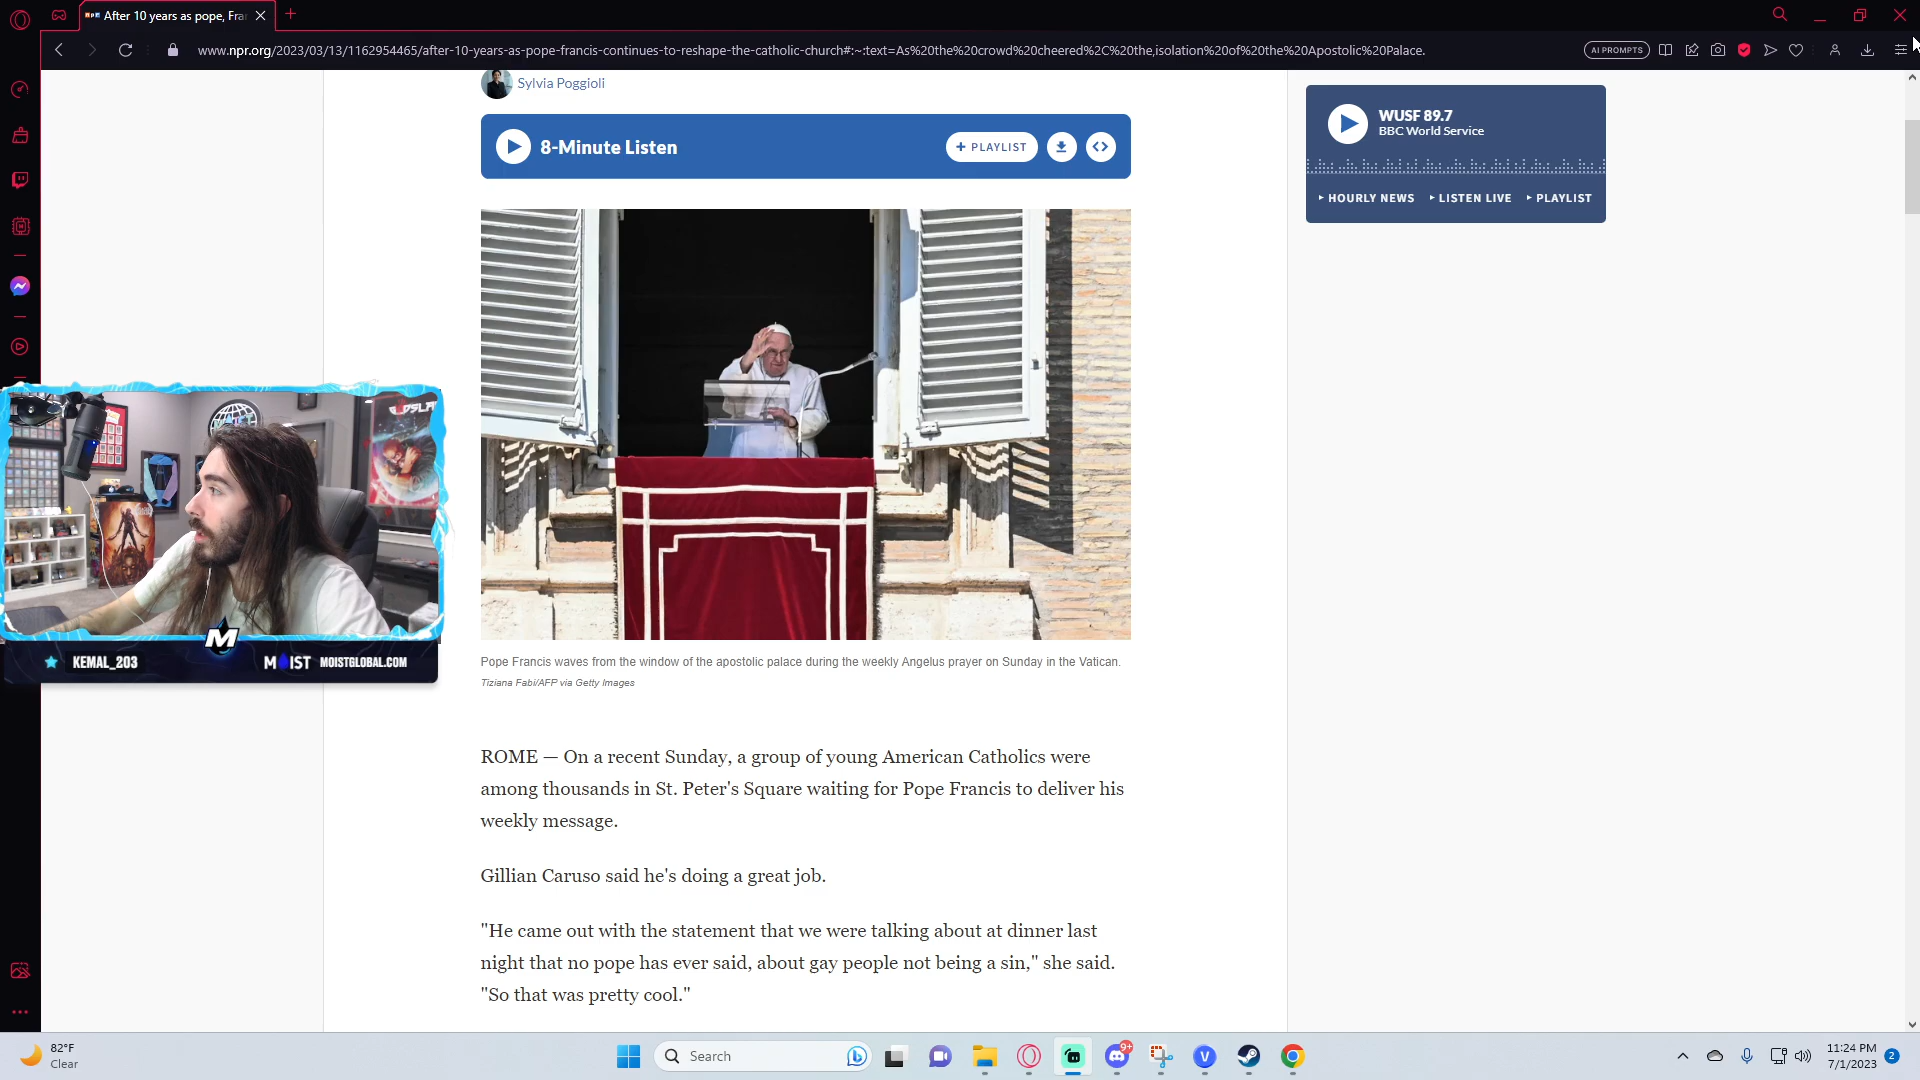 After 10 years as pope, Fra
www.npr.org/2023/03/13/1162954465/after-10-years-as-pope-francis-continues-to-reshape-the-catholic-church#:~:text=As%20the%20crowd%20cheered%2C%20the,isolation%20of%20the%20Apostolic%20Palace.
AI PROMPTS
Sylvia Poggioli
8-Minute Listen
+ PLAYLIST
WUSF 89.7
BBC World Service
HOURLY NEWS
LISTEN LIVE
PLAYLIST
KEMAL_203
MOIST
MOISTGLOBAL.COM
Pope Francis waves from the window of the apostolic palace during the weekly Angelus prayer on Sunday in the Vatican.
Tiziana Fabi/AFP via Getty Images
ROME — On a recent Sunday, a group of young American Catholics were
among thousands in St. Peter's Square waiting for Pope Francis to deliver his
weekly message.
Gillian Caruso said he's doing a great job.
"He came out with the statement that we were talking about at dinner last
night that no pope has ever said, about gay people not being a sin," she said.
"So that was pretty cool."
82°F
Clear
Search
9+
11:24 PM
7/1/2023
2